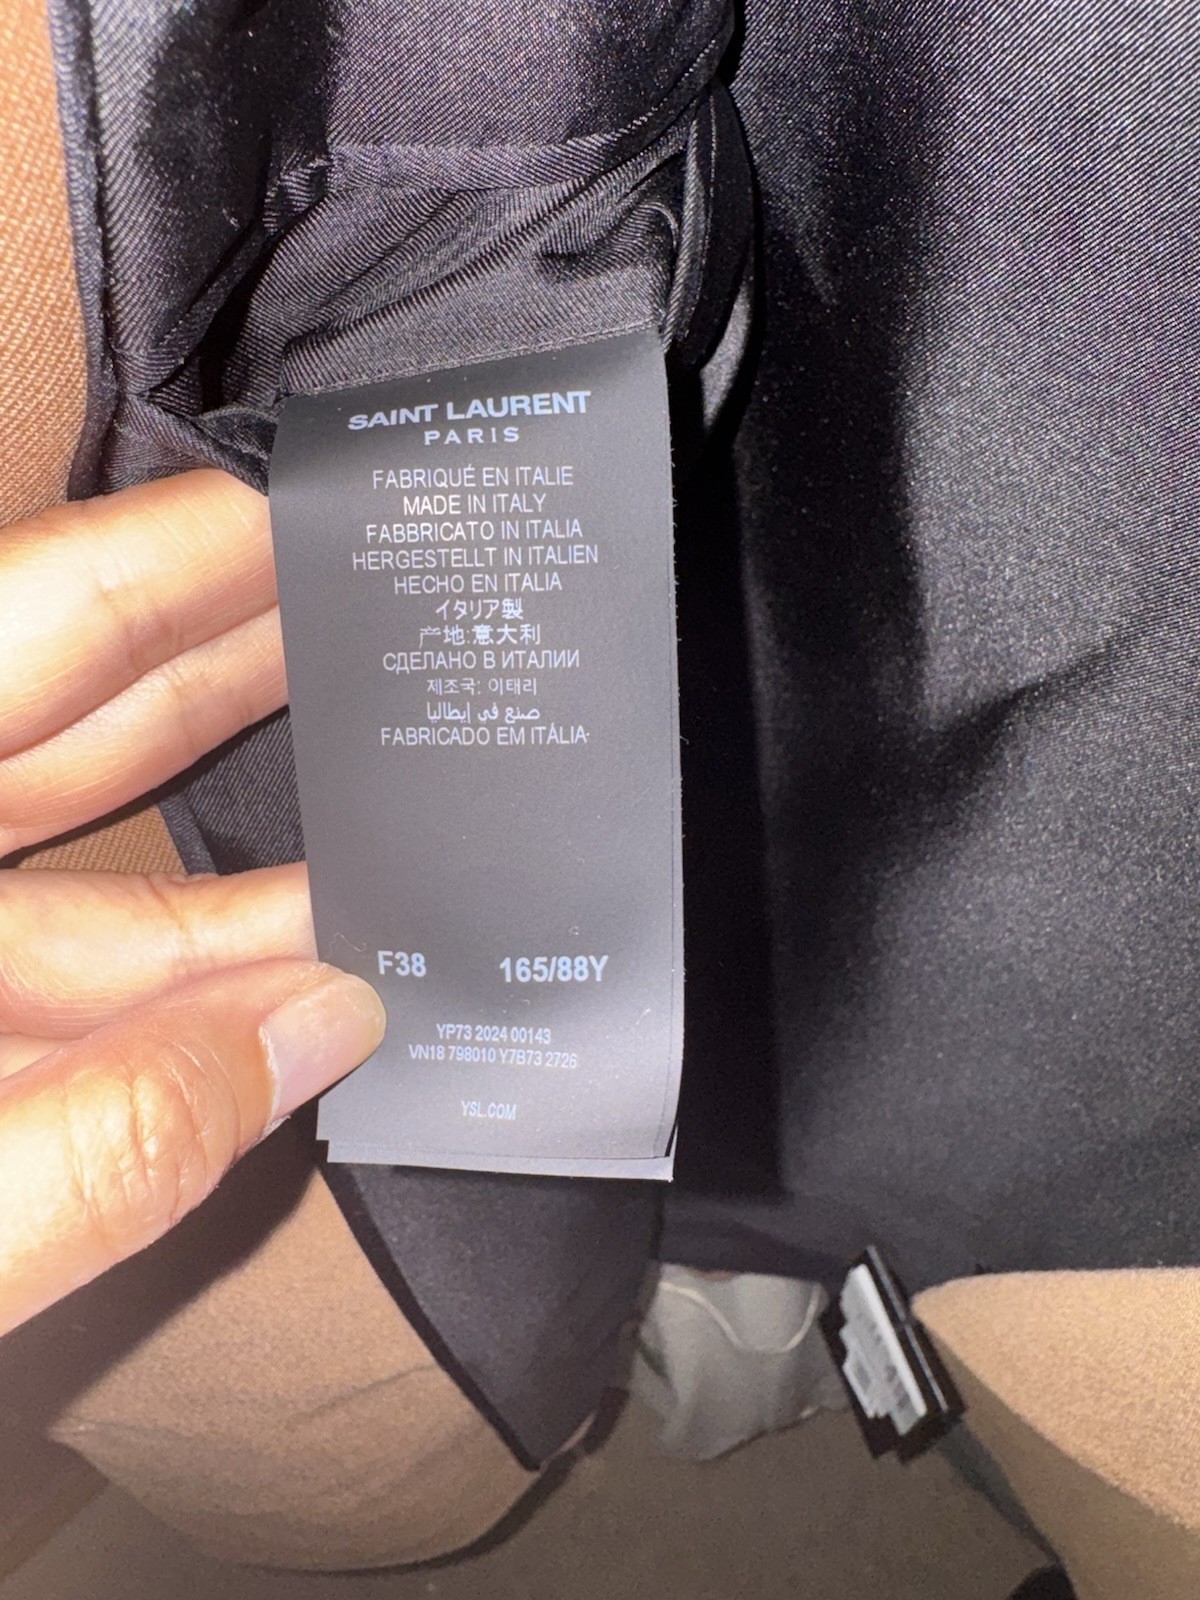 SAINT LAURENT
PARIS
FABRIQUÉ EN ITALIE
MADE IN ITALY
FABBRICATO IN ITALIA
HERGESTELLT IN ITALIEN
HECHO EN ITALIA
イタリア製
产地:意大利
СДЕЛАНО В ИТАЛИИ
제조국: 이태리
صنع في إيطاليا
FABRICADO EM ITÁLIA
F38 165/88Y
YP73 2024 00143
VN18 798010 Y7B73 2726
YSL.COM